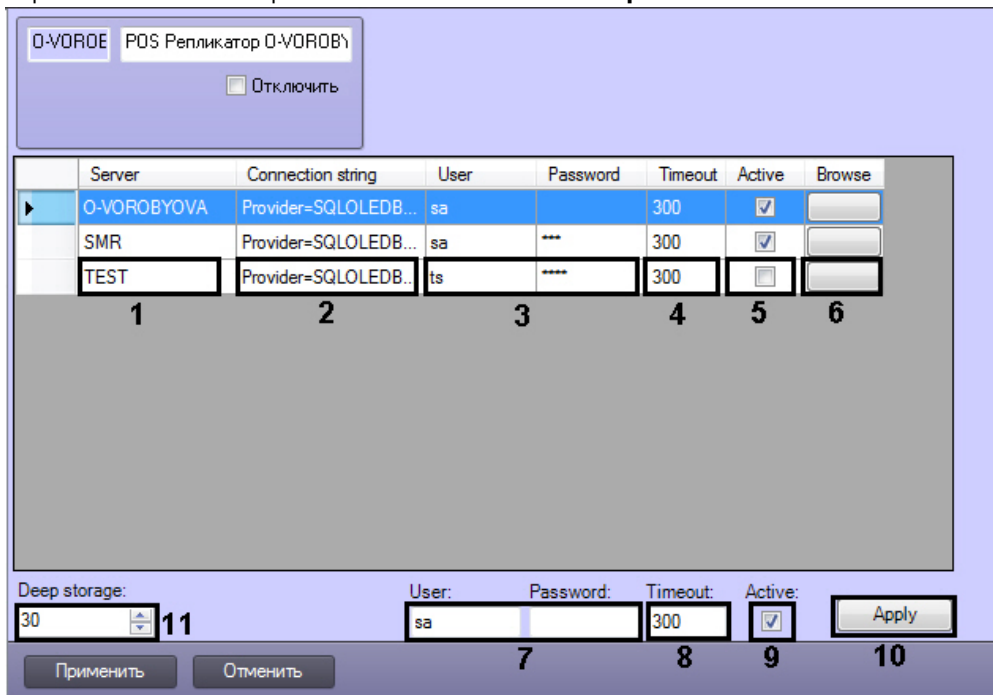 O-VOROE POS Репликатор O-VOROBY
Отключить
Server Connection string User Password Timeout Active Browse
O-VOROBYOVA Provider=SQLOLEDB... sa 300
SMR Provider=SQLOLEDB... sa *** 300
TEST Provider=SQLOLEDB.. ts **** 300
1 2 3 4 5 6
Deep storage: User: Password: Timeout: Active:
30 11 sa 300 Apply
7 8 9 10
Применить Отменить